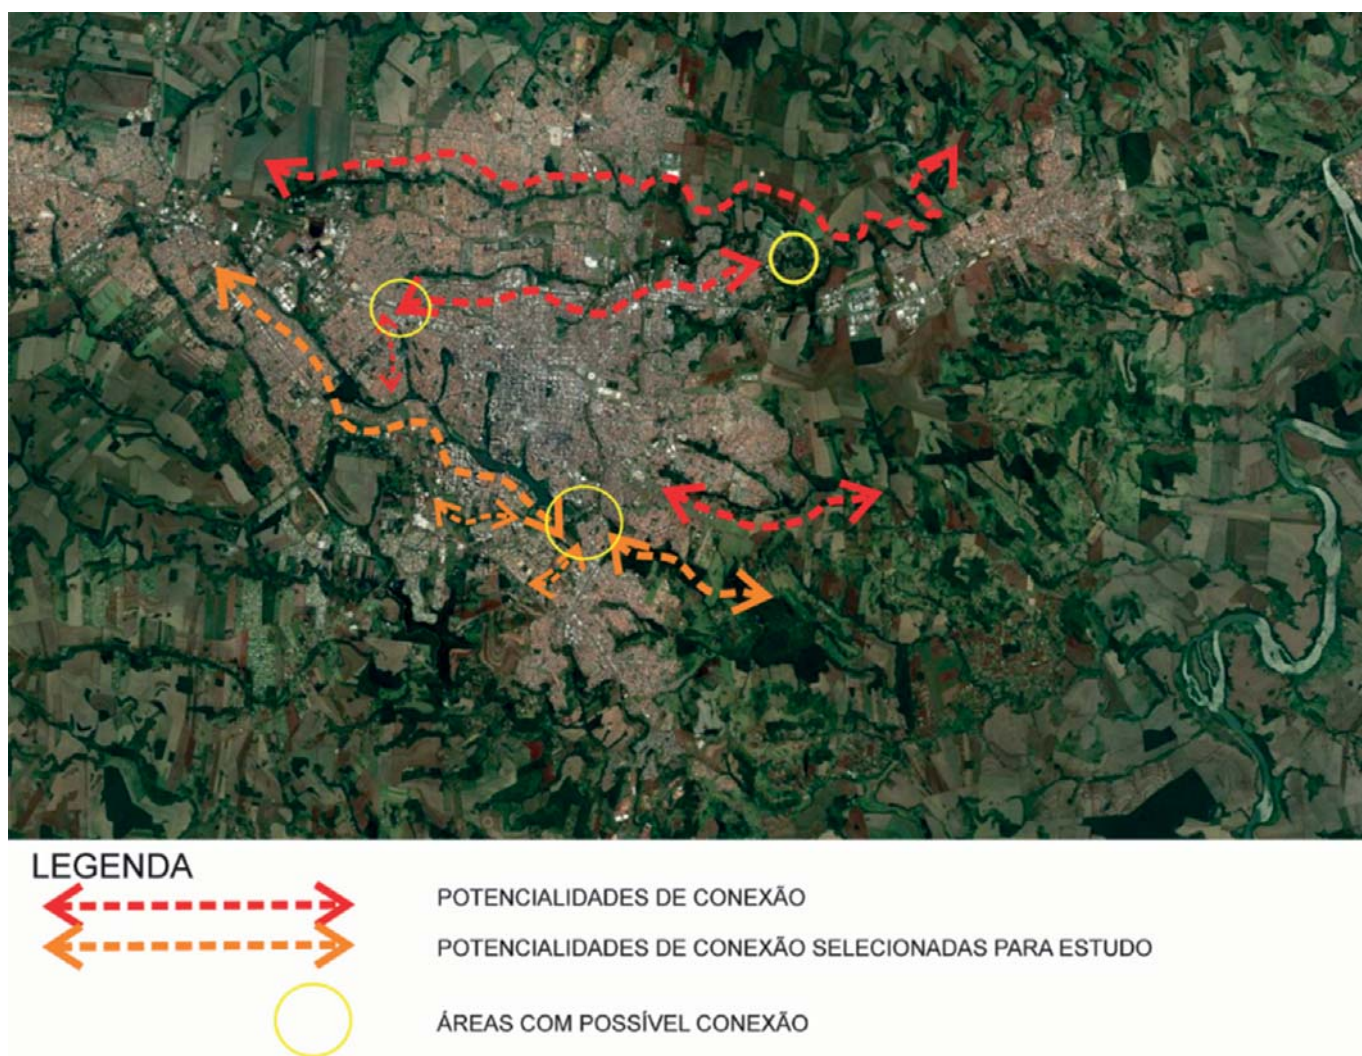 LEGENDA
POTENCIALIDADES DE CONEXÃO
POTENCIALIDADES DE CONEXÃO SELECIONADAS PARA ESTUDO
ÁREAS COM POSSÍVEL CONEXÃO